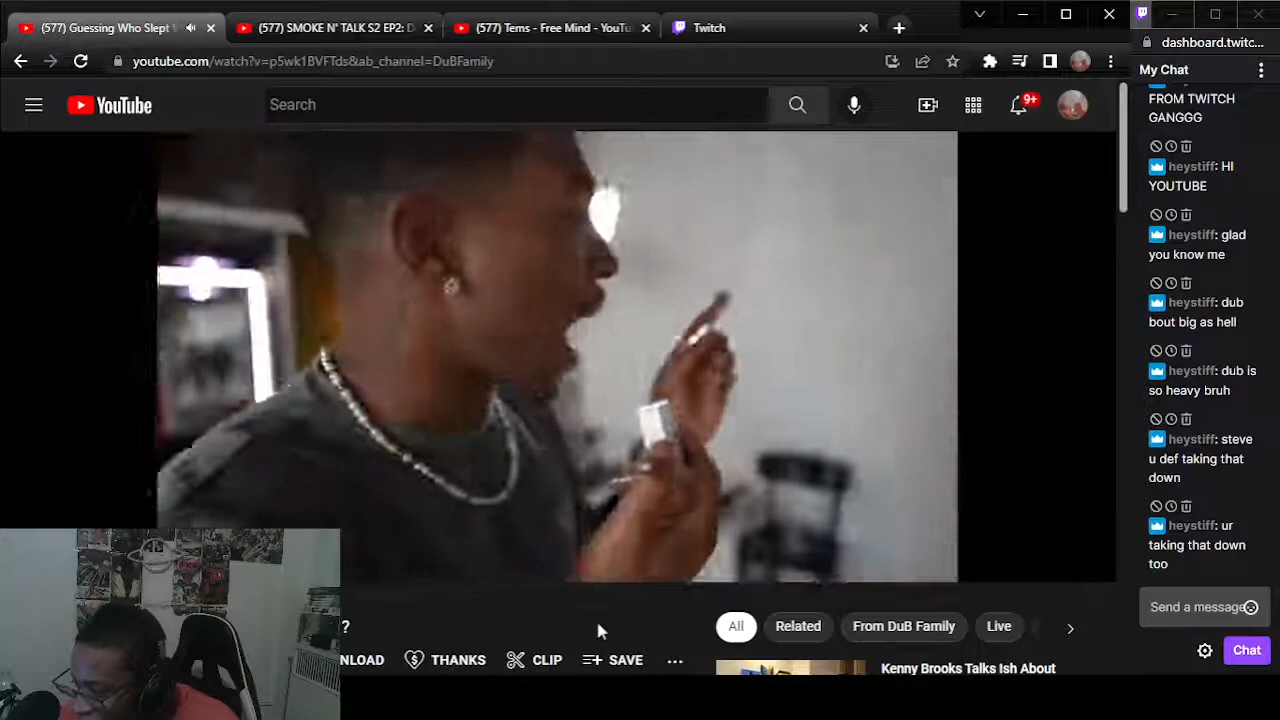 (577) Guessing Who Slept
(577) SMOKE N' TALK S2 EP2: D
(577) Tems - Free Mind - YouTu
Twitch
youtube.com/watch?v=p5wk1BVFTds&ab_channel=DuBFamily
dashboard.twitc...
YouTube
Search
9+
My Chat
FROM TWITCH
GANGGG
heystiff: HI
YOUTUBE
heystiff: glad
you know me
heystiff: dub
bout big as hell
heystiff: dub is
so heavy bruh
heystiff: steve
u def taking that
down
heystiff: ur
taking that down
too
Send a message
Chat
?
NLOAD
THANKS
CLIP
SAVE
...
All
Related
From DuB Family
Live
Kenny Brooks Talks Ish About